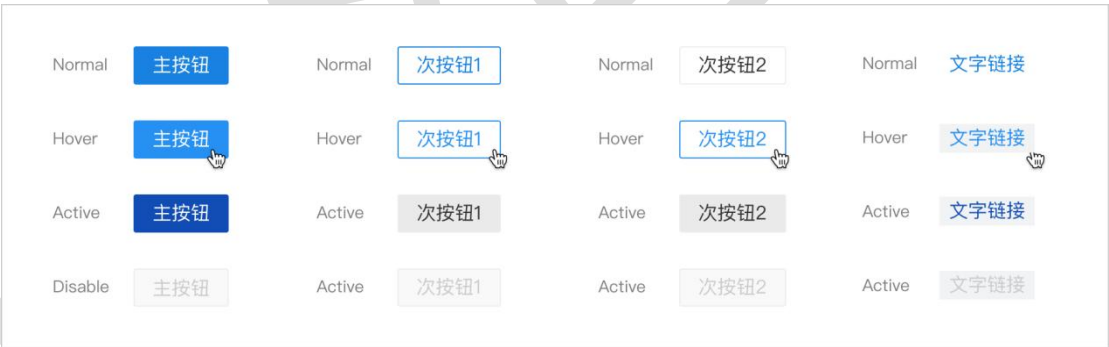 Normal 主按钮 Normal 次按钮1 Normal 次按钮2 Normal 文字链接
Hover 主按钮 Hover 次按钮1 Hover 次按钮2 Hover 文字链接
Active 主按钮 Active 次按钮1 Active 次按钮2 Active 文字链接
Disable 主按钮 Active 次按钮1 Active 次按钮2 Active 文字链接